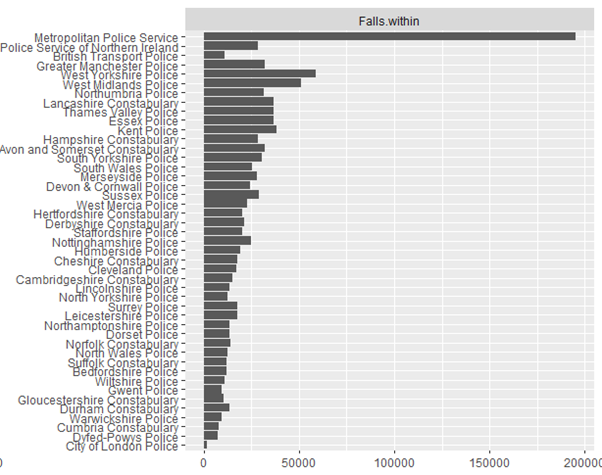 Falls.within
Metropolitan Police Service
Police Service of Northern Ireland
British Transport Police
Greater Manchester Police
West Yorkshire Police
West Midlands Police
Northumbria Police
Lancashire Constabulary
Thames Valley Police
Essex Police
Kent Police
Hampshire Constabulary
Avon and Somerset Constabulary
South Yorkshire Police
South Wales Police
Merseyside Police
Devon & Cornwall Police
Sussex Police
West Mercia Police
Hertfordshire Constabulary
Derbyshire Constabulary
Staffordshire Police
Nottinghamshire Police
Humberside Police
Cheshire Constabulary
Cleveland Police
Cambridgeshire Constabulary
Lincolnshire Police
North Yorkshire Police
Surrey Police
Leicestershire Police
Northamptonshire Police
Dorset Police
Norfolk Constabulary
North Wales Police
Suffolk Constabulary
Bedfordshire Police
Wiltshire Police
Gwent Police
Gloucestershire Constabulary
Durham Constabulary
Warwickshire Police
Cumbria Constabulary
Dyfed-Powys Police
City of London Police
0 50000 100000 150000 200000